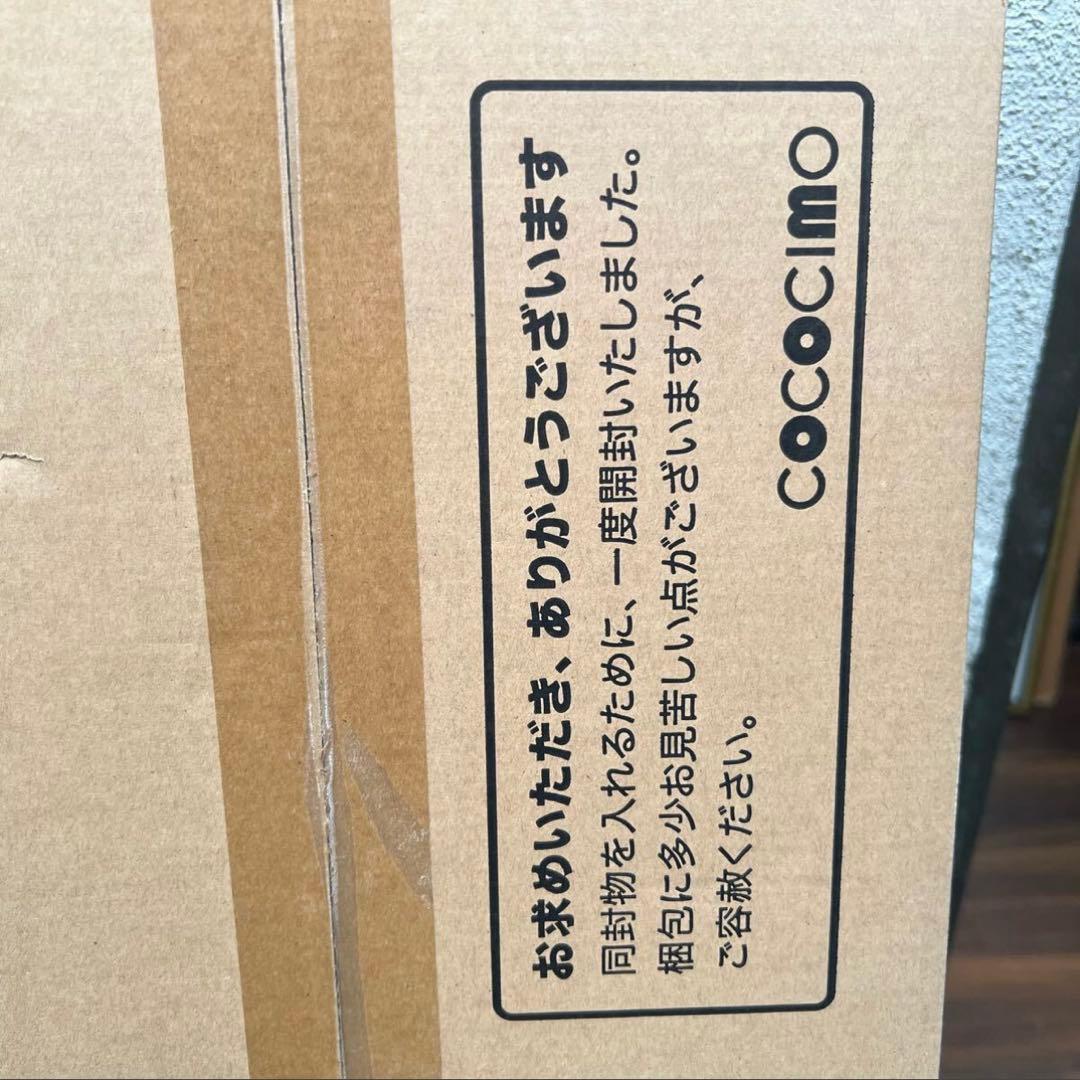 お求めいただき、ありがとうございます
同封物を入れるために、一度開封いたしました。
梱包に多少お見苦しい点がございますが、
ご容赦ください。
COCOCIMO